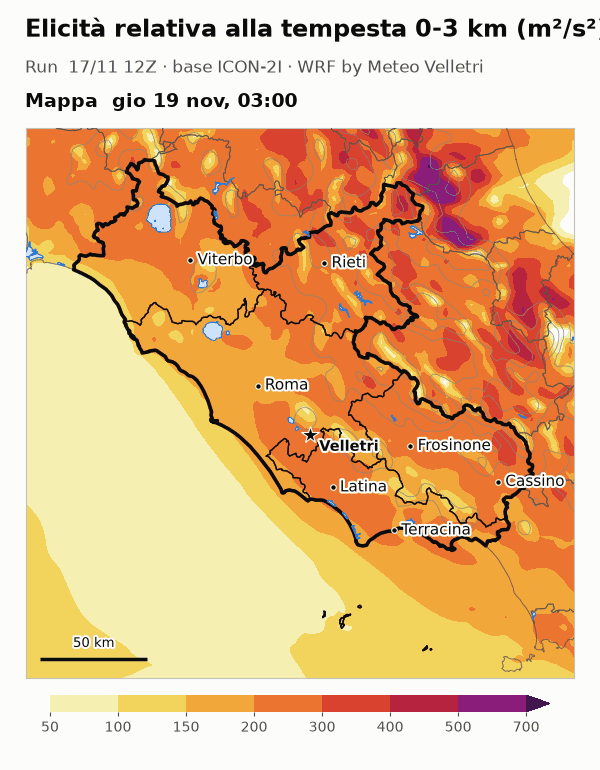 Elicità relativa alla tempesta 0-3 km (m²/s²)
Run  17/11 12Z · base ICON-2I · WRF by Meteo Velletri
Mappa  gio 19 nov, 03:00
Viterbo
Rieti
Roma
Velletri
Frosinone
Latina
Cassino
Terracina
50 km
50 100 150 200 300 400 500 700